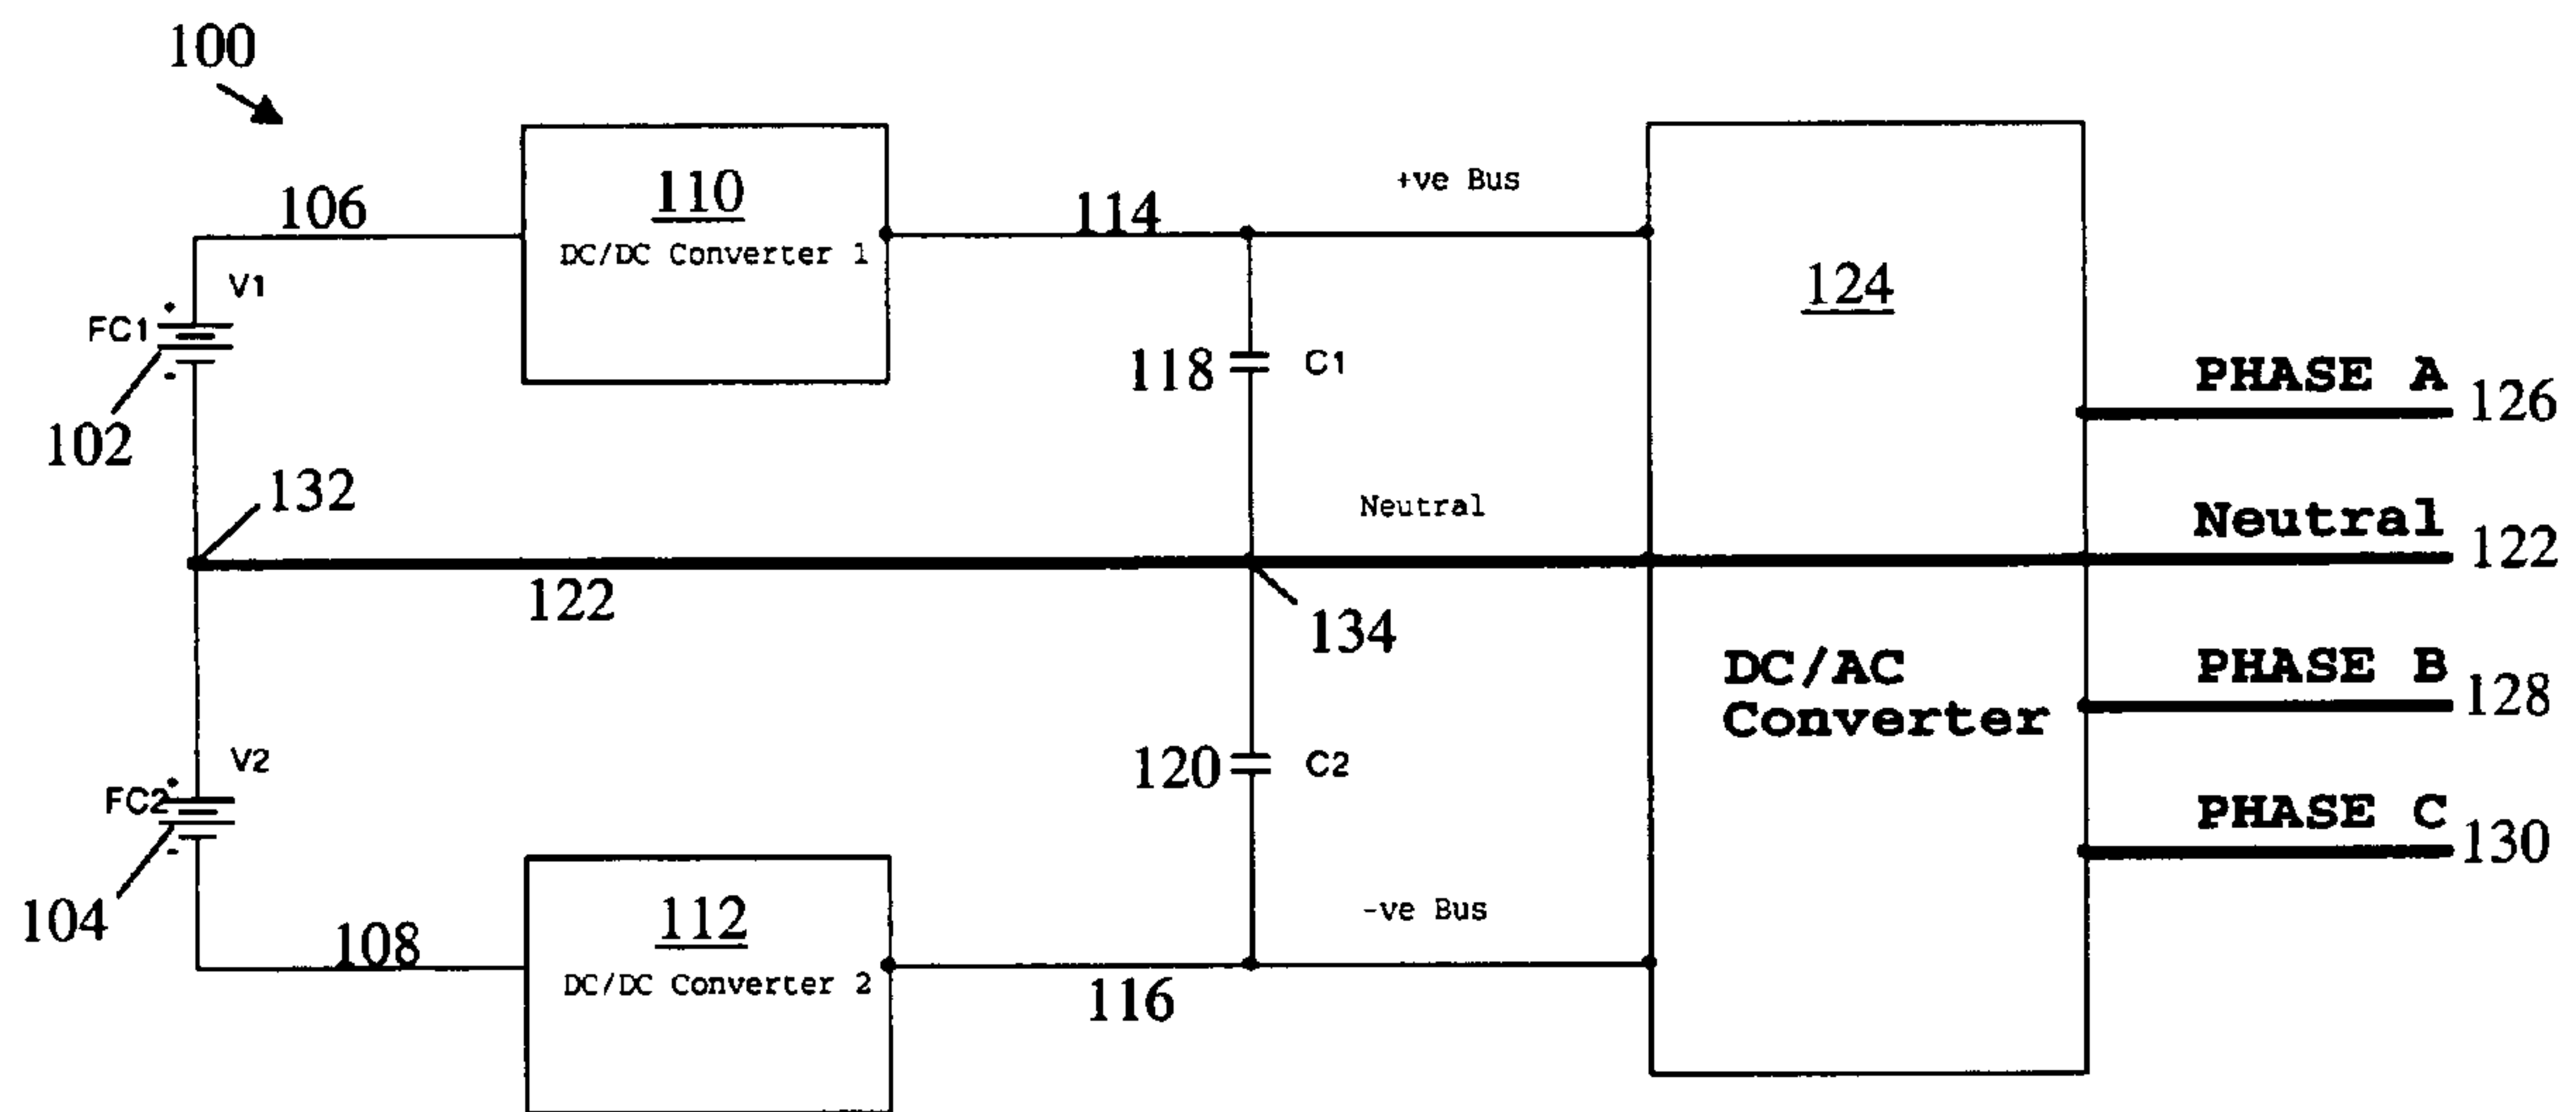 100
106
110
DC/DC Converter 1
114
+ve Bus
124
V1
+
FC1
-
102
118
C1
PHASE A
126
132
Neutral
Neutral
122
122
134
DC/AC
Converter
PHASE B
128
V2
+
FC2
-
104
120
C2
PHASE C
130
108
112
DC/DC Converter 2
116
-ve Bus